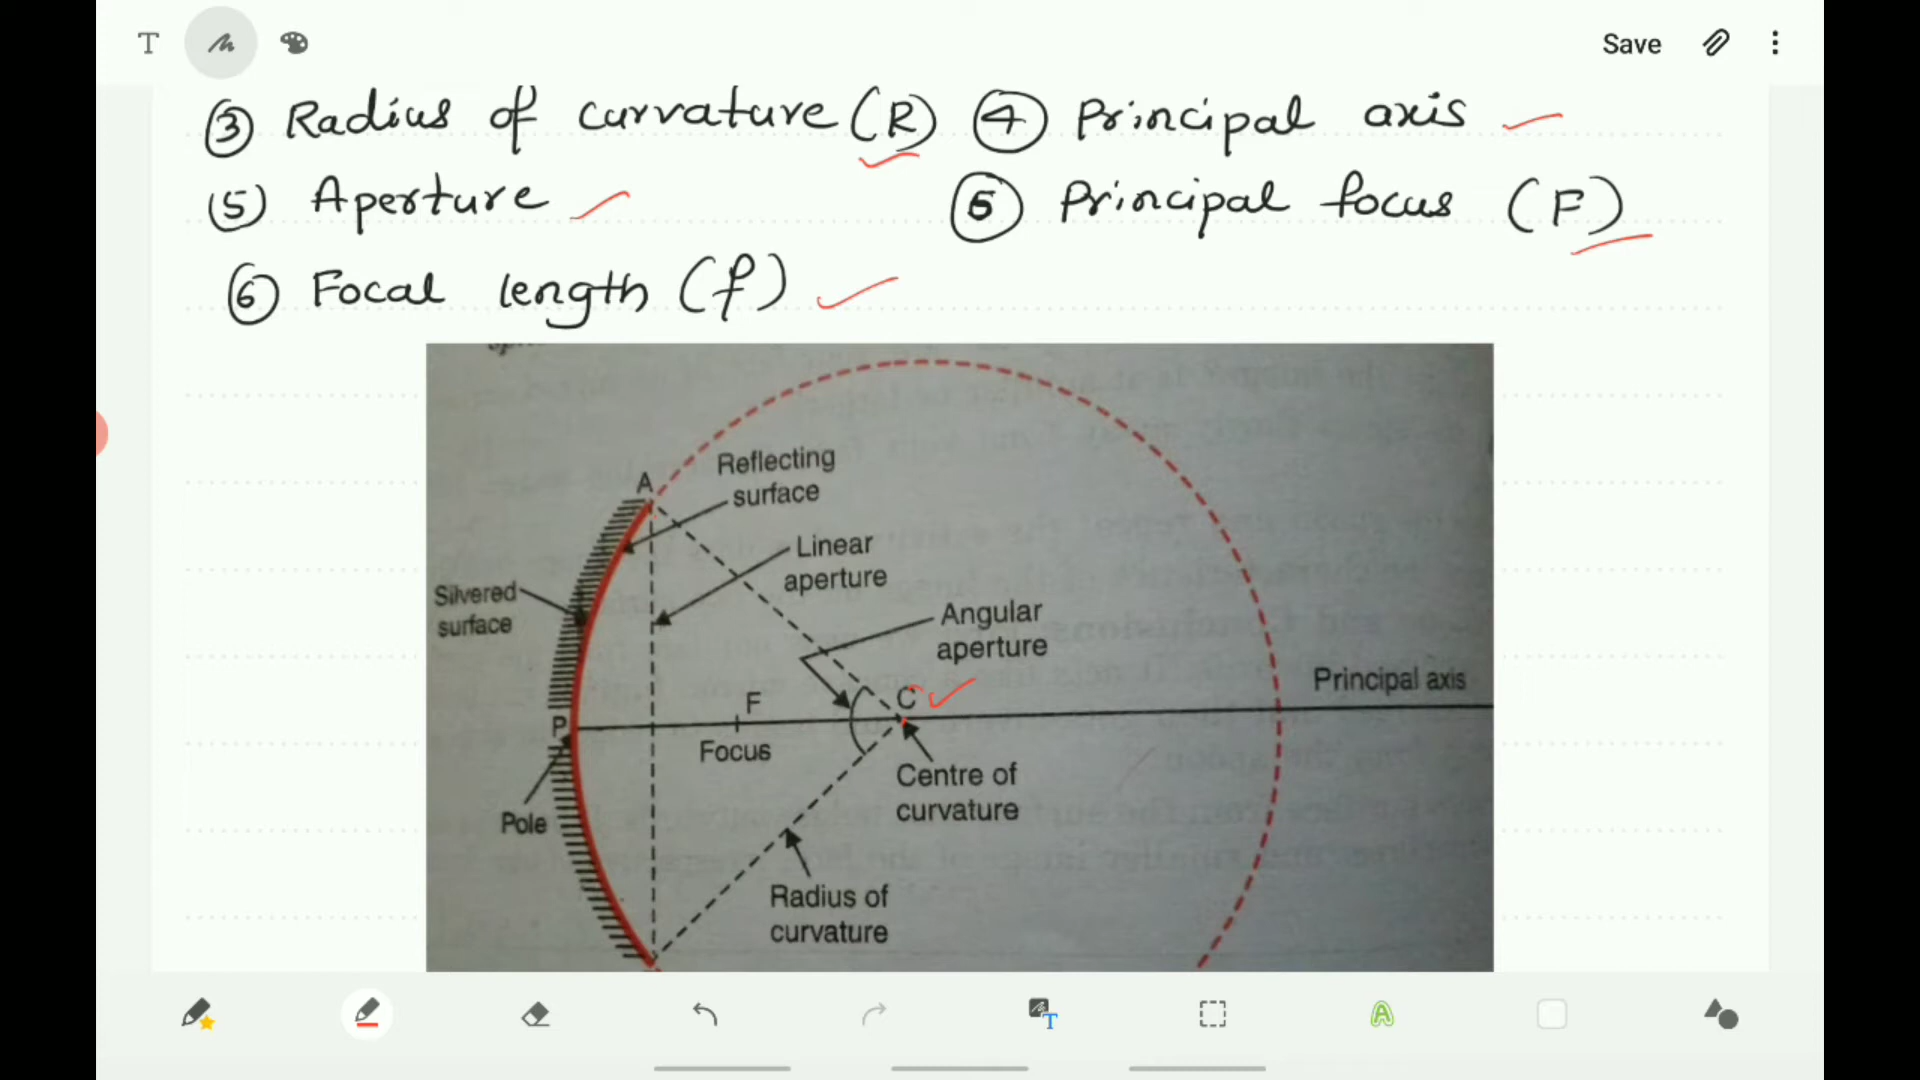 T Save
③ Radius of curvature (R) ④ Principal axis
(5) Aperture ⑤ Principal focus (F)
⑥ Focal length (f)
A
Reflecting
surface
Linear
aperture
Silvered
surface
Angular
aperture
P F C Principal axis
Focus
Centre of
curvature
Pole
Radius of
curvature